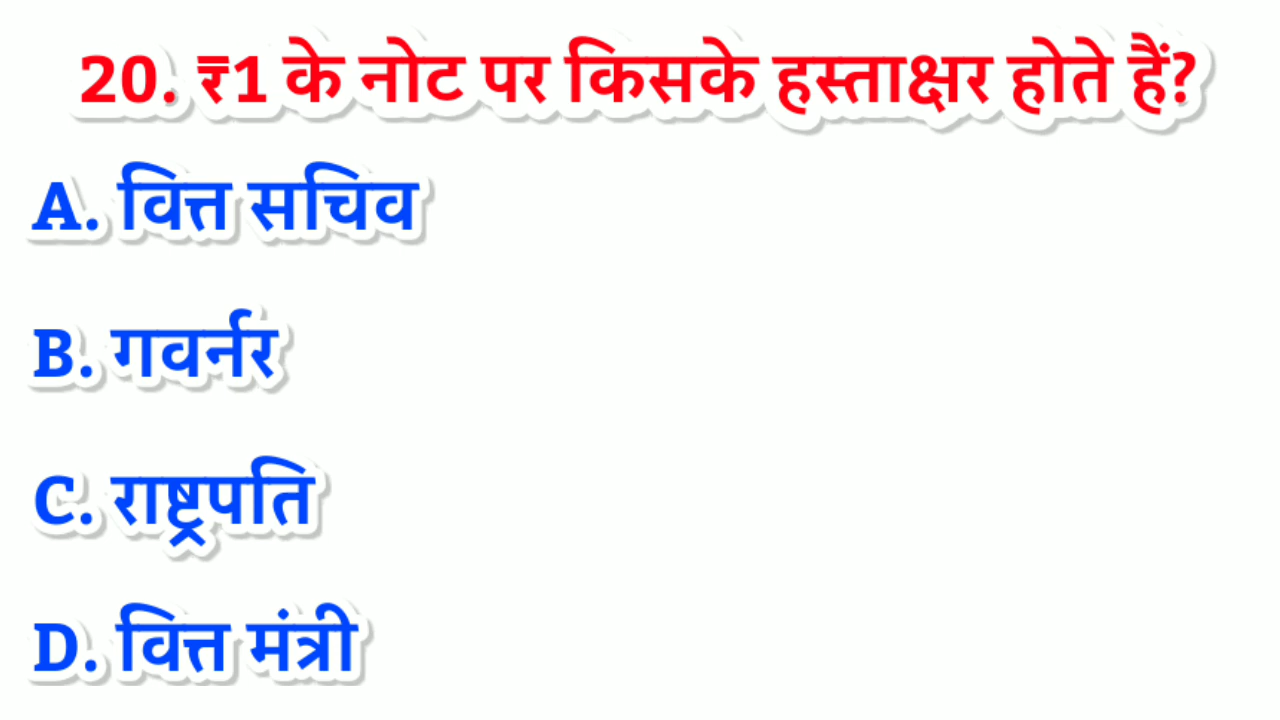 20. ₹1 के नोट पर किसके हस्ताक्षर होते हैं?
A. वित्त सचिव
B. गवर्नर
C. राष्ट्रपति
D. वित्त मंत्री